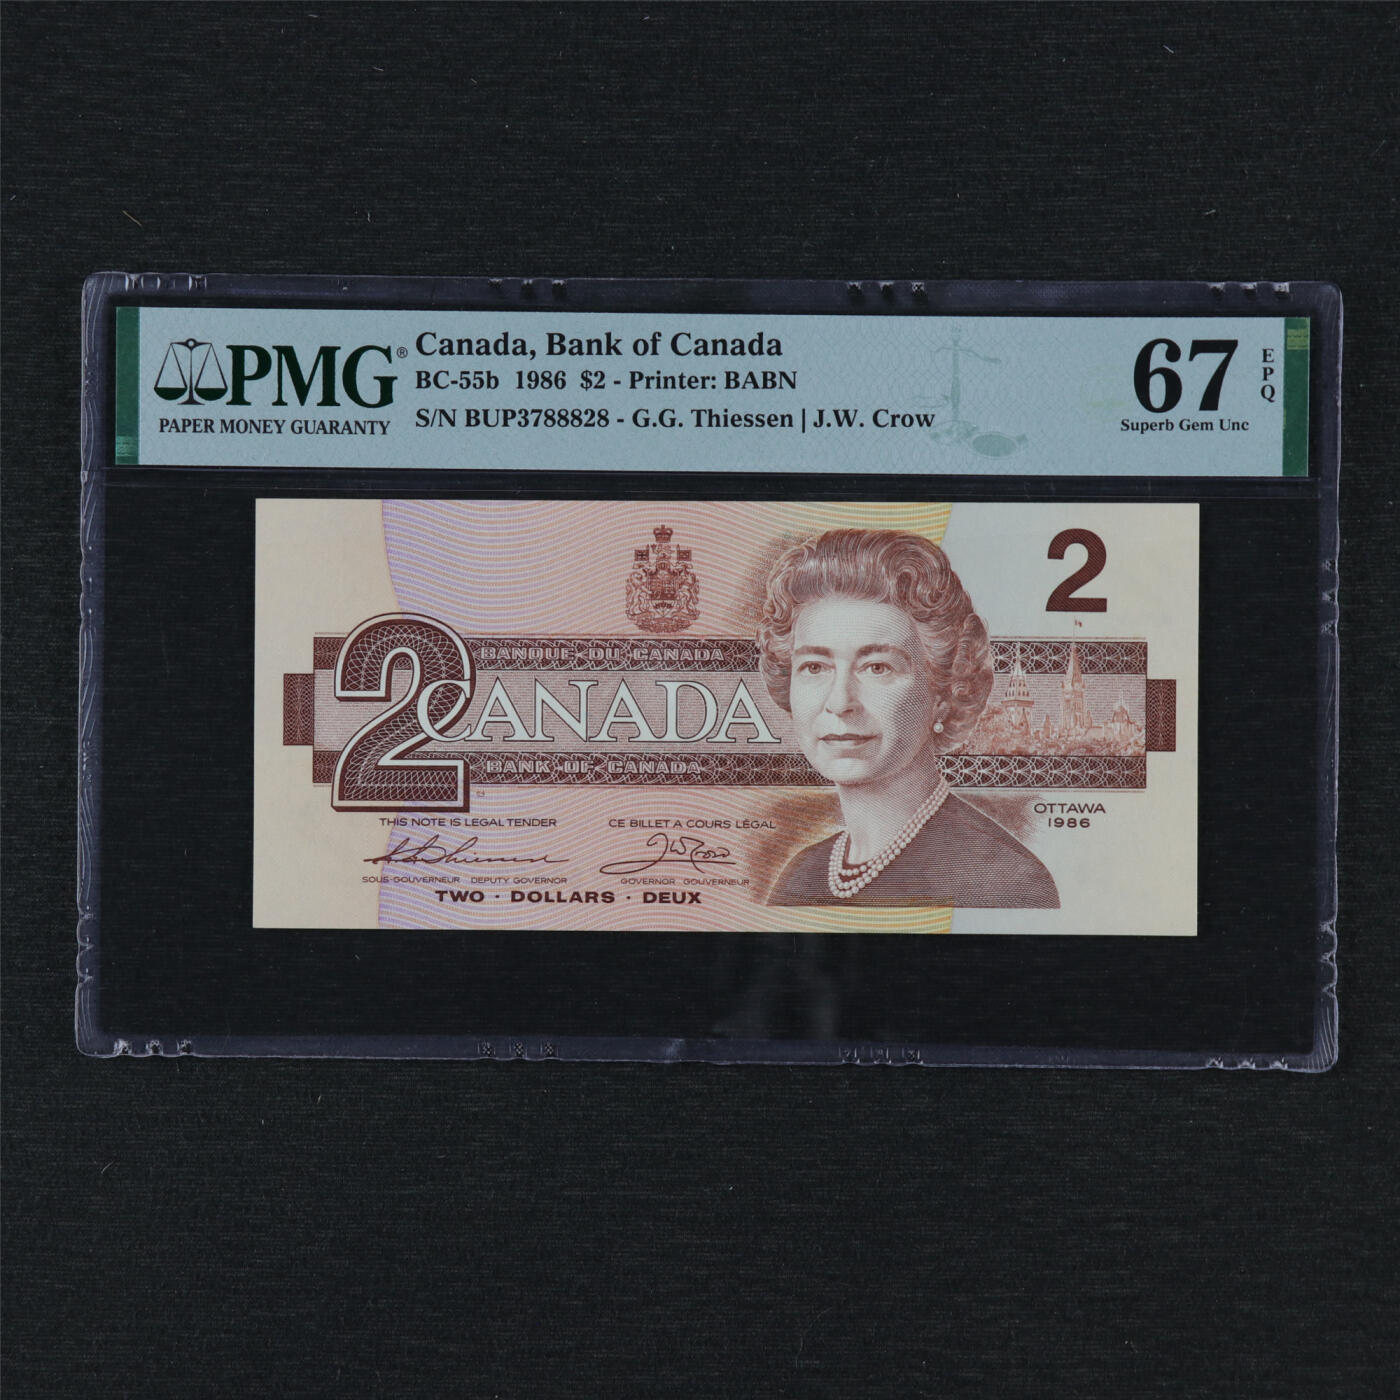 PMG®
PAPER MONEY GUARANTY
Canada, Bank of Canada
BC-55b 1986 $2 - Printer: BABN
S/N BUP3788828 - G.G. Thiessen | J.W. Crow
67
Superb Gem Unc
EPQ
2
BANQUE DU CANADA
2
CANADA
BANK OF CANADA
THIS NOTE IS LEGAL TENDER
CE BILLET A COURS LÉGAL
OTTAWA
1986
SOUS-GOUVERNEUR DEPUTY GOVERNOR
GOVERNOR GOUVERNEUR
TWO · DOLLARS · DEUX